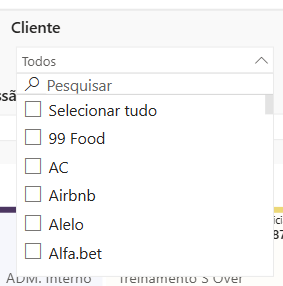 Cliente
Todos
Pesquisar
Selecionar tudo
99 Food
AC
Airbnb
Alelo
Alfa.bet
ADM. Interno
Treinamento S Over